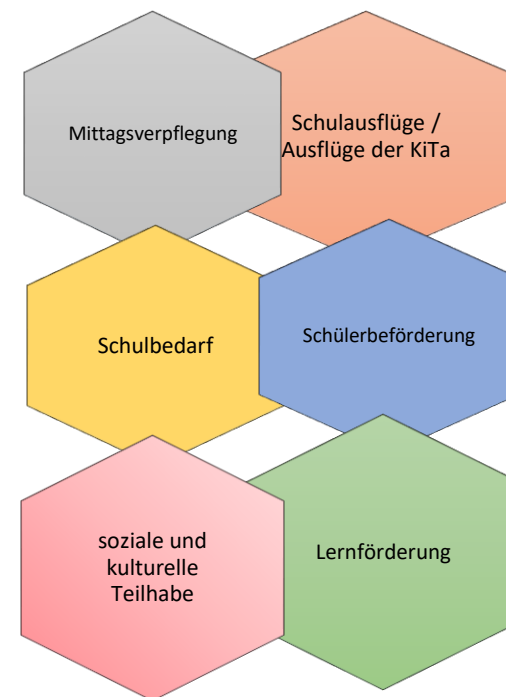 Mittagsverpflegung
Schulausflüge /
Ausflüge der KiTa
Schulbedarf
Schülerbeförderung
soziale und
kulturelle
Teilhabe
Lernförderung